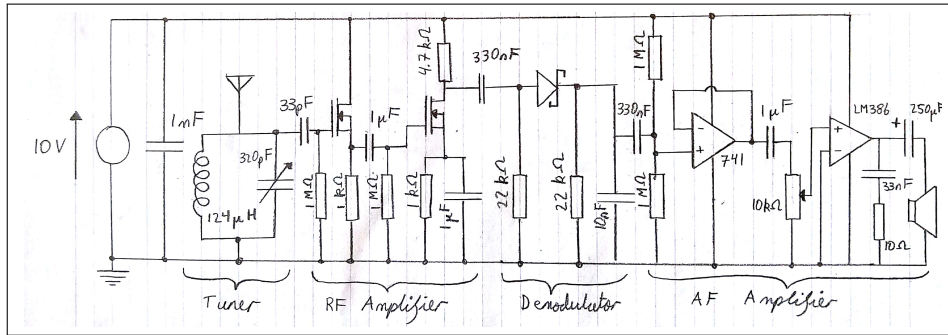 10V
1nF
320pF
124µH
33pF
1MΩ
1kΩ
1µF
1MΩ
4.7kΩ
1kΩ
1µF
330nF
22kΩ
22kΩ
10nF
330nF
1MΩ
1MΩ
-
+
741
1µF
10kΩ
LM386
+
-
+
250µF
33nF
10Ω
Tuner
RF Amplifier
Demodulator
AF Amplifier